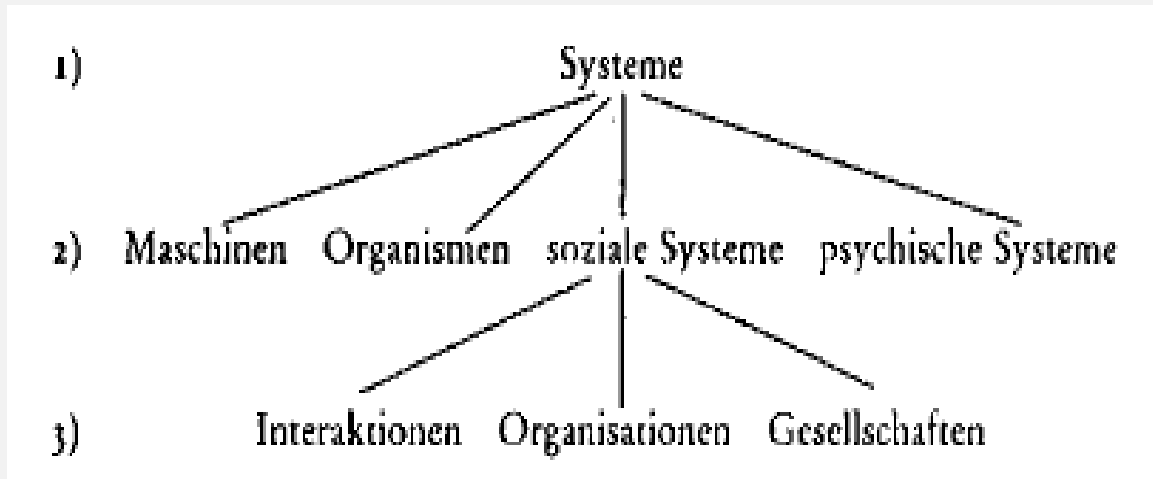 1) Systeme
2) Maschinen Organismen soziale Systeme psychische Systeme
3) Interaktionen Organisationen Gesellschaften